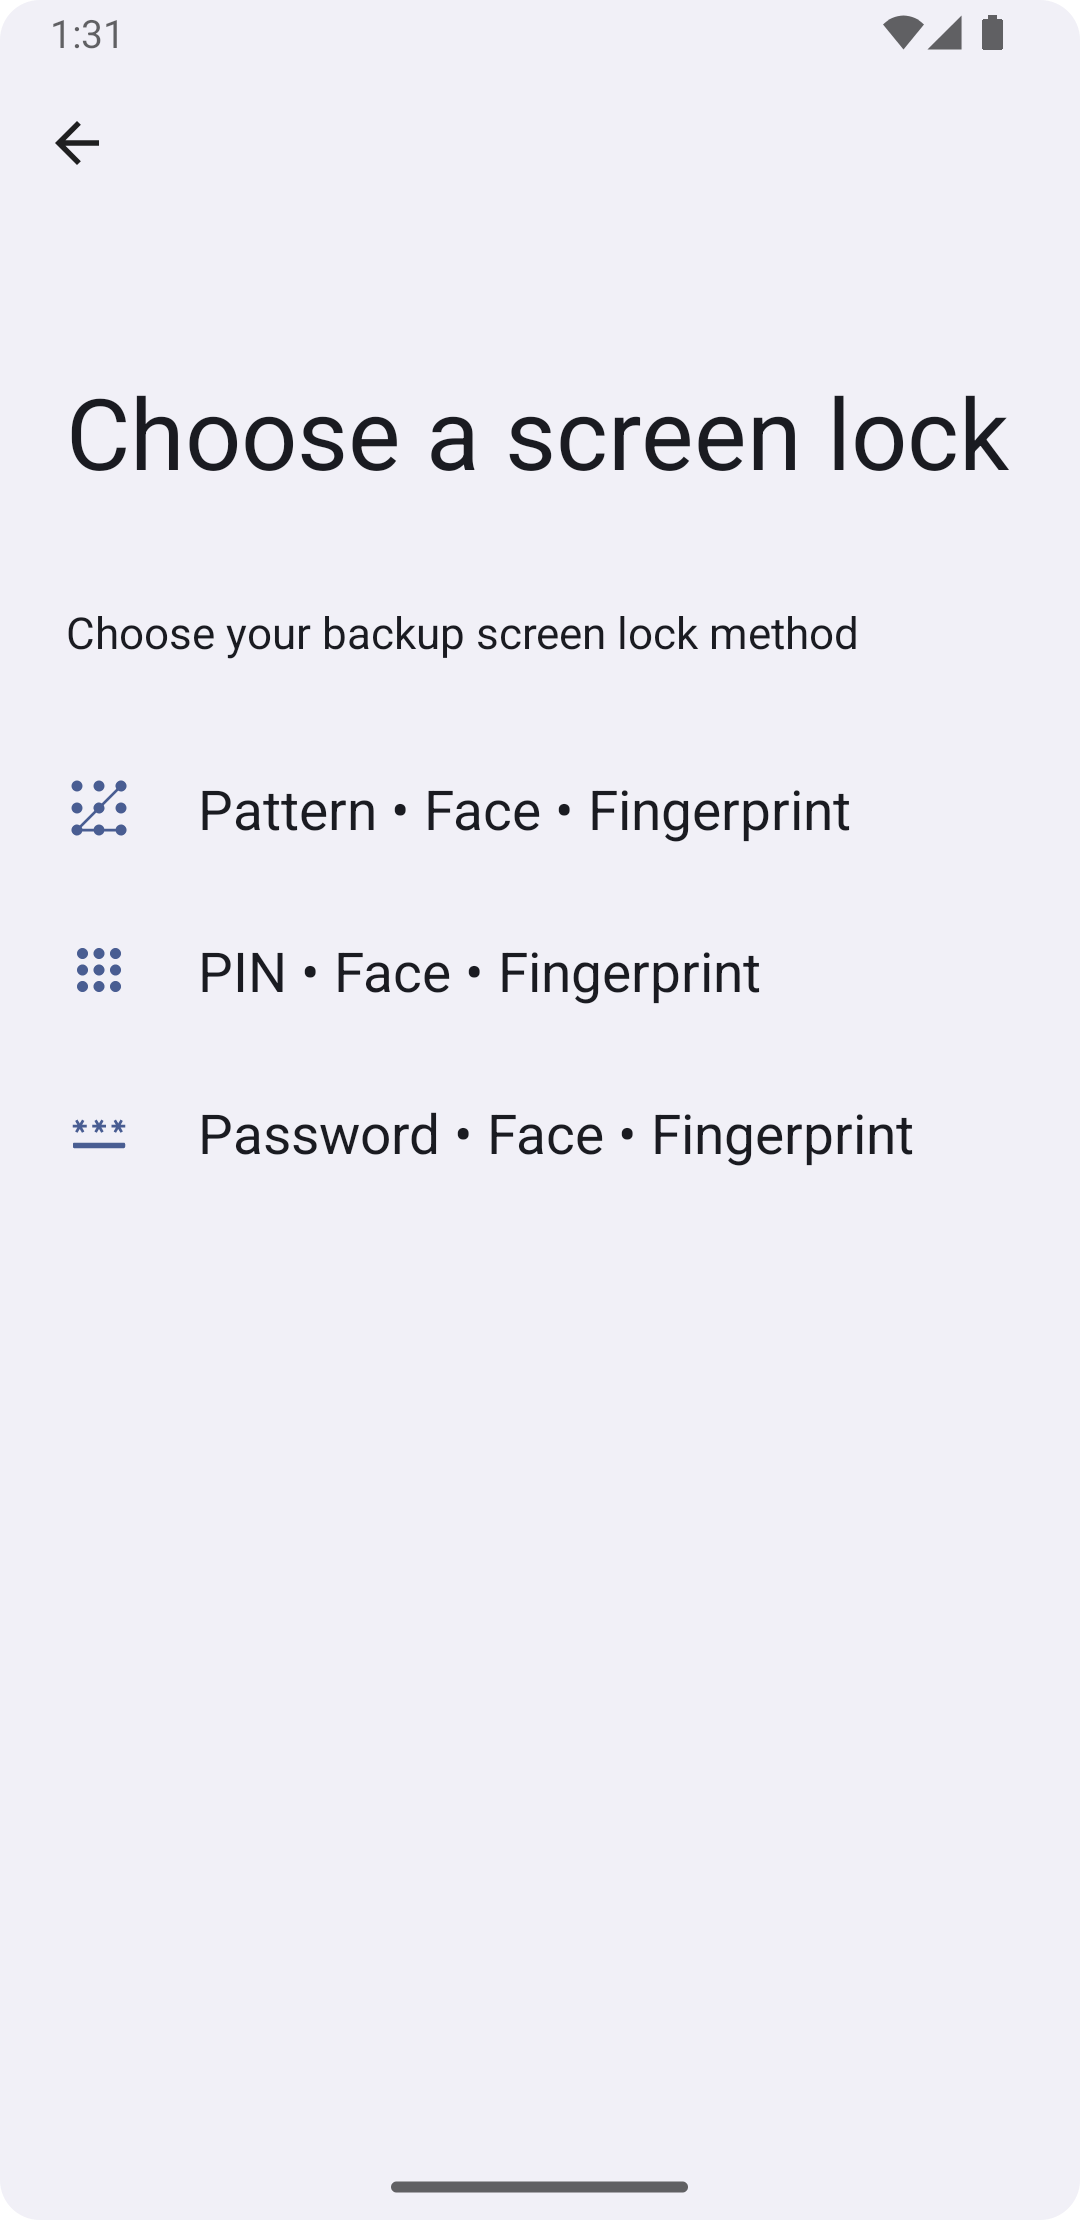 1:31
Choose a screen lock
Choose your backup screen lock method
Pattern • Face • Fingerprint
PIN • Face • Fingerprint
Password • Face • Fingerprint